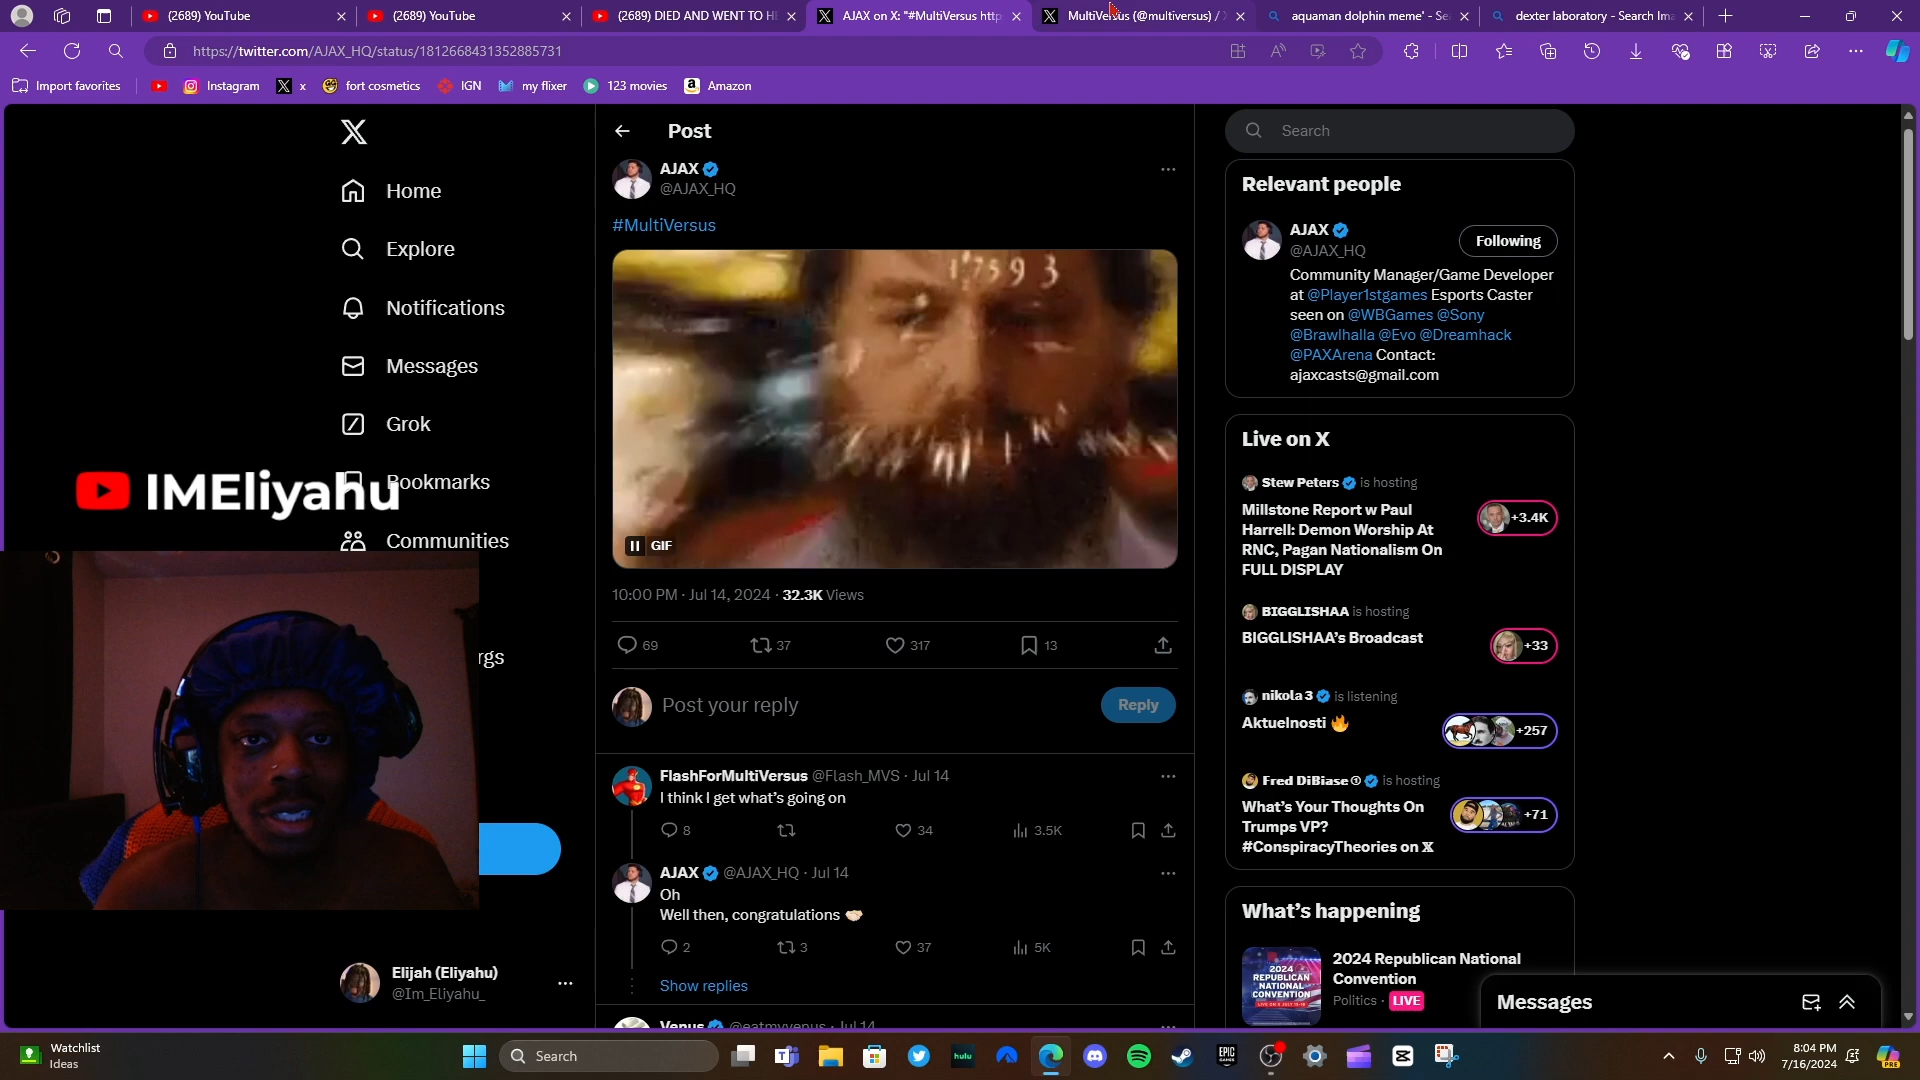 (2689) YouTube
(2689) YouTube
(2689) DIED AND WENT TO HE
AJAX on X: "#MultiVersus http
MultiVersus (@multiversus) / X
aquaman dolphin meme' - Se
dexter laboratory - Search Ima
https://twitter.com/AJAX_HQ/status/1812668431352885731
Import favorites
Instagram
x
fort cosmetics
IGN
my flixer
123 movies
Amazon
Home
Explore
Notifications
Messages
Grok
Bookmarks
IMEliyahu
Communities
rgs
Elijah (Eliyahu)
@Im_Eliyahu_
Post
AJAX
@AJAX_HQ
#MultiVersus
17593
GIF
10:00 PM · Jul 14, 2024 · 32.3K Views
69
37
317
13
Post your reply
Reply
FlashForMultiVersus @Flash_MVS · Jul 14
I think I get what's going on
8
34
3.5K
AJAX @AJAX_HQ · Jul 14
Oh
Well then, congratulations 🤝🏻
2
3
37
5K
Show replies
Venus @eatmyvenus · Jul 14
Search
Relevant people
AJAX
@AJAX_HQ
Following
Community Manager/Game Developer
at @Player1stgames Esports Caster
seen on @WBGames @Sony
@Brawlhalla @Evo @Dreamhack
@PAXArena Contact:
ajaxcasts@gmail.com
Live on X
Stew Peters is hosting
Millstone Report w Paul
Harrell: Demon Worship At
RNC, Pagan Nationalism On
FULL DISPLAY
+3.4K
BIGGLISHAA is hosting
BIGGLISHAA's Broadcast
+33
nikola 3 is listening
Aktuelnosti 🔥
+257
Fred DiBiase is hosting
What's Your Thoughts On
Trumps VP?
#ConspiracyTheories on X
+71
What's happening
2024 Republican National
Convention
Politics · LIVE
2024
REPUBLICAN
NATIONAL
CONVENTION
Messages
Watchlist
Ideas
Search
hulu
EPIC
GAMES
8:04 PM
7/16/2024
PRE